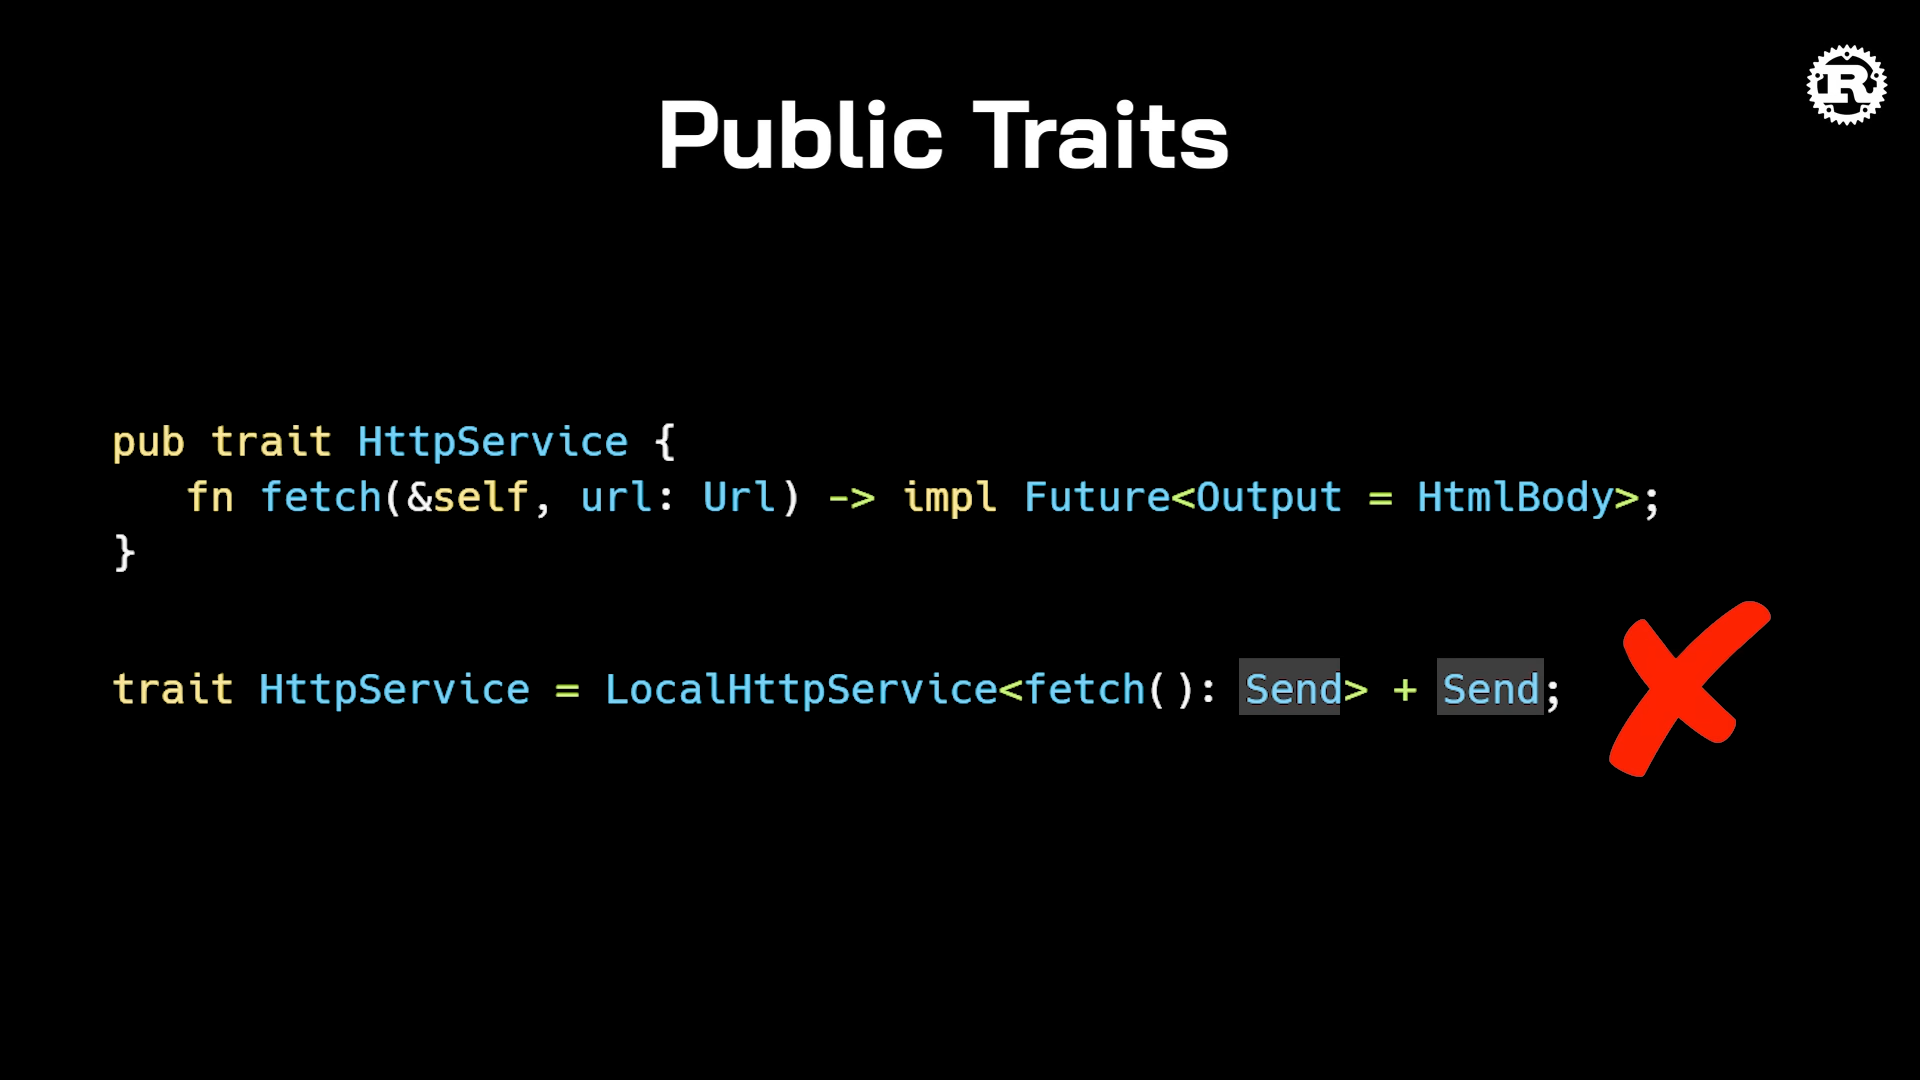 Public Traits
R
pub trait HttpService {
fn fetch(&self, url: Url) -> impl Future<Output = HtmlBody>;
}
trait HttpService = LocalHttpService<fetch(): Send> + Send;